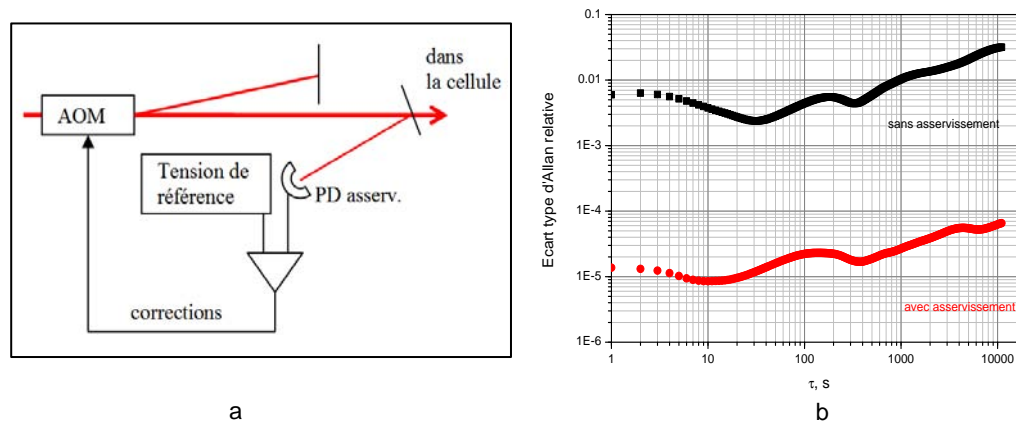 dans
la cellule
AOM
Tension de
référence
PD asserv.
corrections
a
Ecart type d'Allan relative
0.1
0.01
1E-3
1E-4
1E-5
1E-6
sans asservissement
avec asservissement
1 10 100 1000 10000
τ, s
b